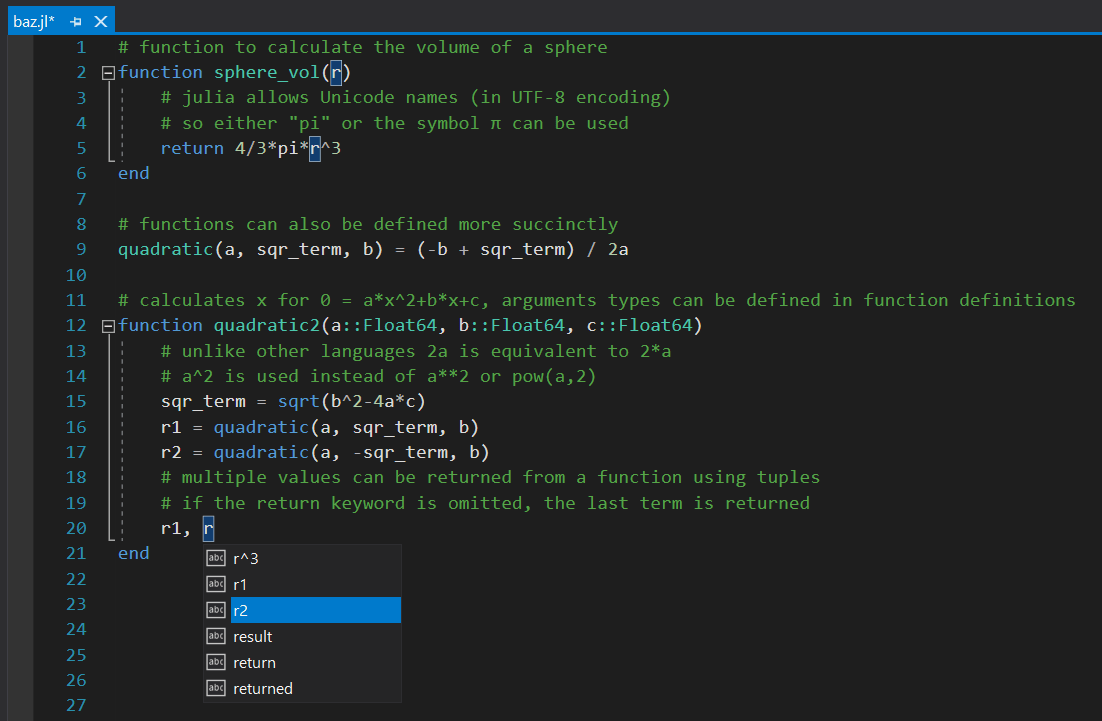 baz.jl*
1 # function to calculate the volume of a sphere
2 function sphere_vol(r)
3 # julia allows Unicode names (in UTF-8 encoding)
4 # so either "pi" or the symbol π can be used
5 return 4/3*pi*r^3
6 end
7
8 # functions can also be defined more succinctly
9 quadratic(a, sqr_term, b) = (-b + sqr_term) / 2a
10
11 # calculates x for 0 = a*x^2+b*x+c, arguments types can be defined in function definitions
12 function quadratic2(a::Float64, b::Float64, c::Float64)
13 # unlike other languages 2a is equivalent to 2*a
14 # a^2 is used instead of a**2 or pow(a,2)
15 sqr_term = sqrt(b^2-4a*c)
16 r1 = quadratic(a, sqr_term, b)
17 r2 = quadratic(a, -sqr_term, b)
18 # multiple values can be returned from a function using tuples
19 # if the return keyword is omitted, the last term is returned
20 r1, r
21 end
abc r^3
22
abc r1
23
abc r2
24
abc result
25
abc return
26
abc returned
27